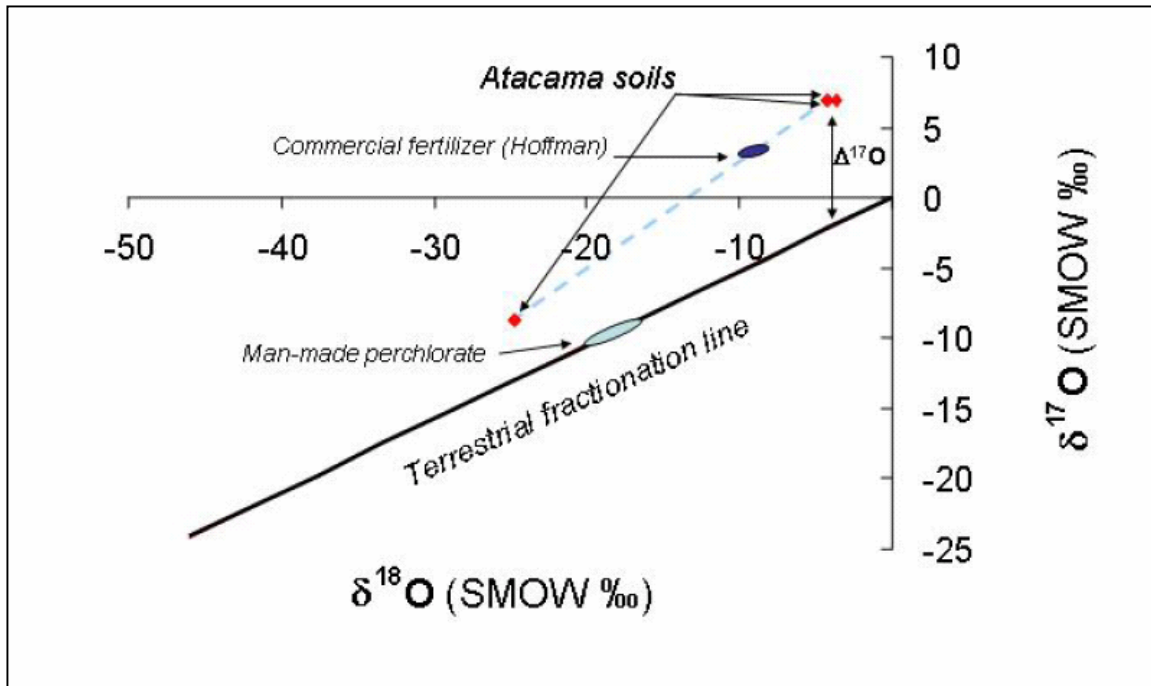 10
Atacama soils
Commercial fertilizer (Hoffman)
5
Δ¹⁷O
0
-50 -40 -30 -20 -10
-5
Man-made perchlorate
-10
Terrestrial fractionation line
-15
-20
-25
δ¹⁷O (SMOW ‰)
δ¹⁸O (SMOW ‰)